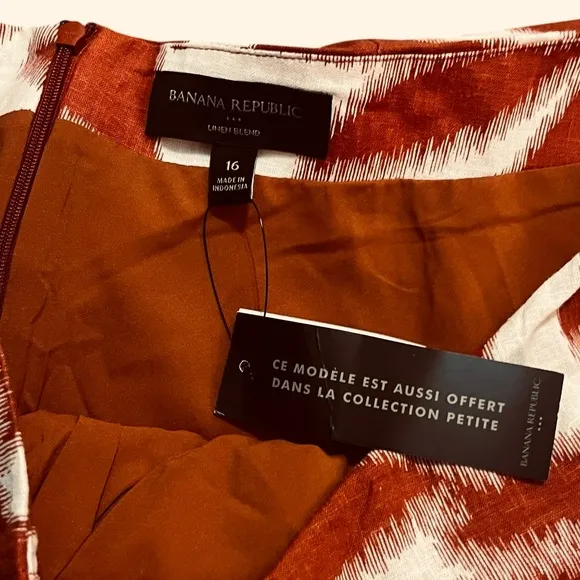 BANANA REPUBLIC
LINEN BLEND
16
MADE IN
INDONESIA
CE MODÈLE EST AUSSI OFFERT
DANS LA COLLECTION PETITE
BANANA REPUBLIC